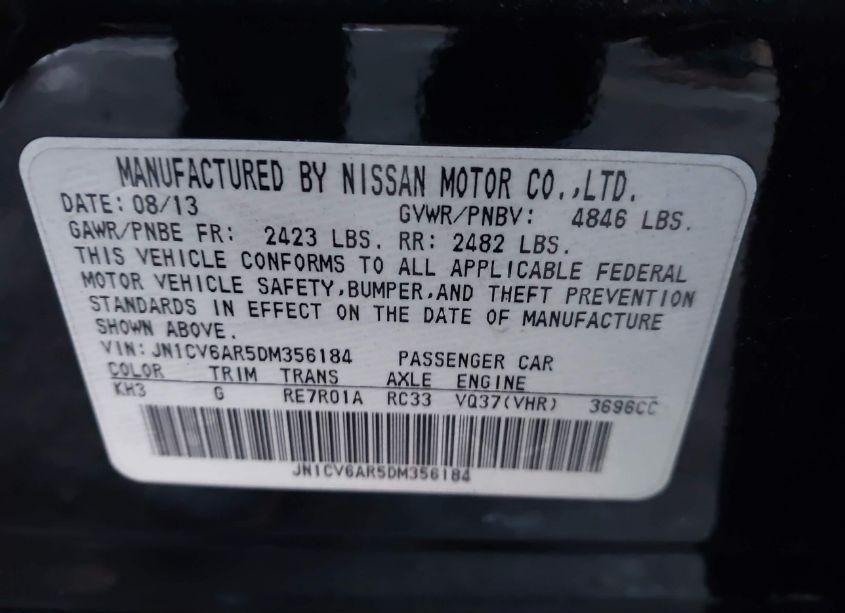 MANUFACTURED BY NISSAN MOTOR CO.,LTD.
DATE: 08/13 GVWR/PNBV: 4846 LBS.
GAWR/PNBE FR: 2423 LBS. RR: 2482 LBS.
THIS VEHICLE CONFORMS TO ALL APPLICABLE FEDERAL
MOTOR VEHICLE SAFETY,BUMPER,AND THEFT PREVENTION
STANDARDS IN EFFECT ON THE DATE OF MANUFACTURE
SHOWN ABOVE.
VIN: JN1CV6AR5DM356184 PASSENGER CAR
COLOR TRIM TRANS AXLE ENGINE
KH3 G RE7R01A RC33 VQ37(VHR) 3696CC
JN1CV6AR5DM356184